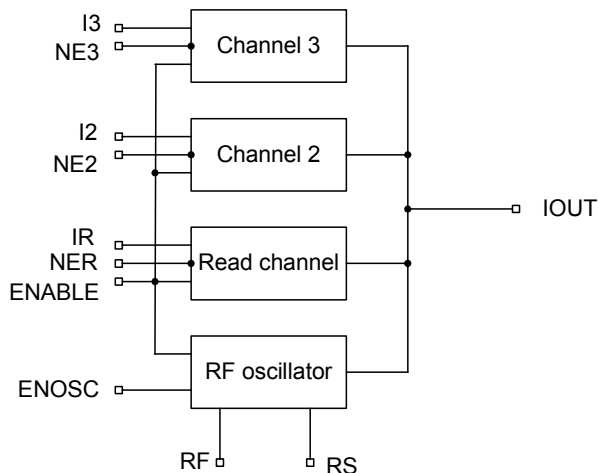 I3
NE3
Channel 3
I2
NE2
Channel 2
IOUT
IR
NER
ENABLE
Read channel
ENOSC
RF oscillator
RF
RS